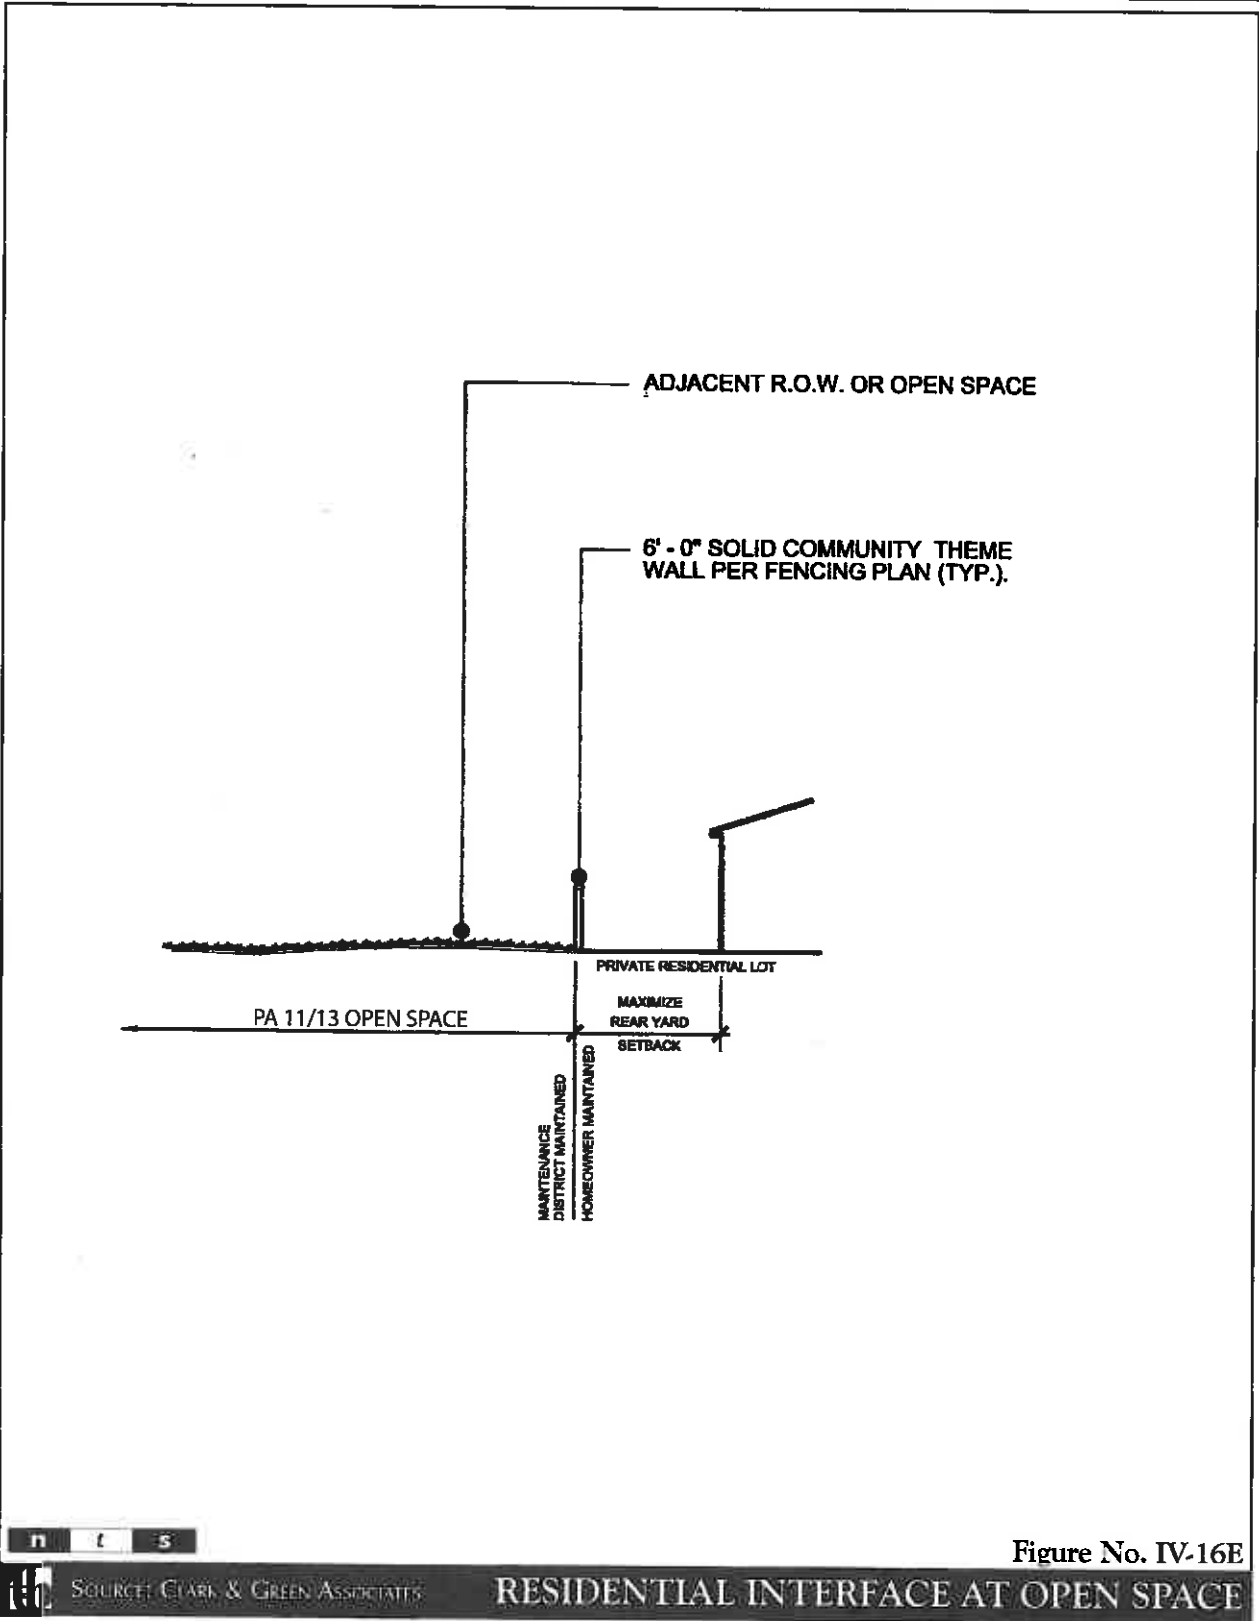 ADJACENT R.O.W. OR OPEN SPACE
6' - 0" SOLID COMMUNITY THEME
WALL PER FENCING PLAN (TYP.).
PRIVATE RESIDENTIAL LOT
MAXIMIZE
REAR YARD
SETBACK
PA 11/13 OPEN SPACE
MAINTENANCE
DISTRICT MAINTAINED
HOMEOWNER MAINTAINED
n t s
Figure No. IV-16E
SOURCE: CLARK & GREEN ASSOCIATES
RESIDENTIAL INTERFACE AT OPEN SPACE